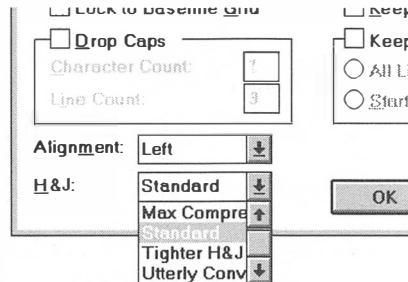 Lock to Baseline Grid
Keep
Drop Caps
Keep
Character Count: 1
All Li
Line Count: 3
Start
Alignment: Left
H&J: Standard
OK
Max Compre
Standard
Tighter H&J
Utterly Conv